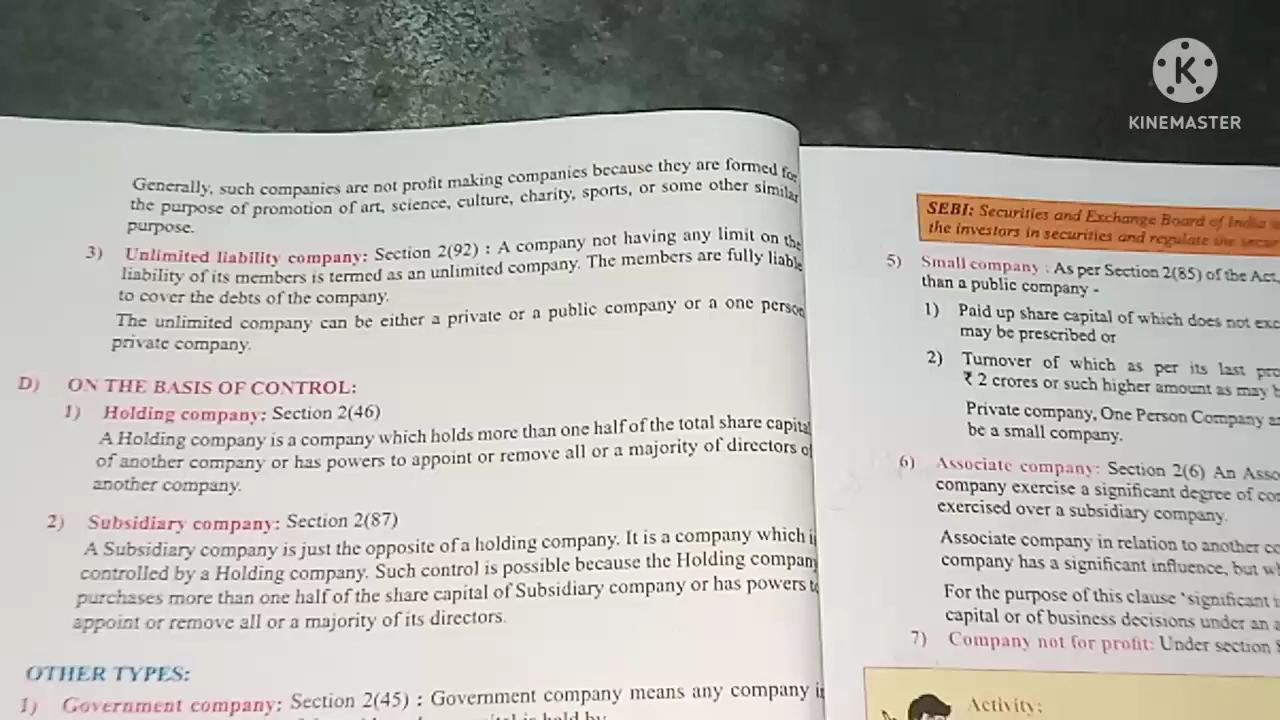 Generally, such companies are not profit making companies because they are formed for
the purpose of promotion of art, science, culture, charity, sports, or some other similar
purpose.
3) Unlimited liability company: Section 2(92) : A company not having any limit on the
liability of its members is termed as an unlimited company. The members are fully liable
to cover the debts of the company.
The unlimited company can be either a private or a public company or a one person
private company.
D) ON THE BASIS OF CONTROL:
1) Holding company: Section 2(46)
A Holding company is a company which holds more than one half of the total share capital
of another company or has powers to appoint or remove all or a majority of directors of
another company.
2) Subsidiary company: Section 2(87)
A Subsidiary company is just the opposite of a holding company. It is a company which
controlled by a Holding company. Such control is possible because the Holding company
purchases more than one half of the share capital of Subsidiary company or has powers to
appoint or remove all or a majority of its directors.
OTHER TYPES:
1) Government company: Section 2(45) : Government company means any company
is held by
SEBI: Securities and Exchange Board of India
the investors in securities and regulate the
5) Small company : As per Section 2(85) of the Act,
than a public company -
1) Paid up share capital of which does not
may be prescribed or
2) Turnover of which as per its last
₹ 2 crores or such higher amount as may
Private company, One Person Company
be a small company.
6) Associate company: Section 2(6) An
company exercise a significant degree of
exercised over a subsidiary company.
Associate company in relation to another
company has a significant influence, but
For the purpose of this clause 'significant
capital or of business decisions under an
7) Company not for profit: Under section
Activity:
KINEMASTER